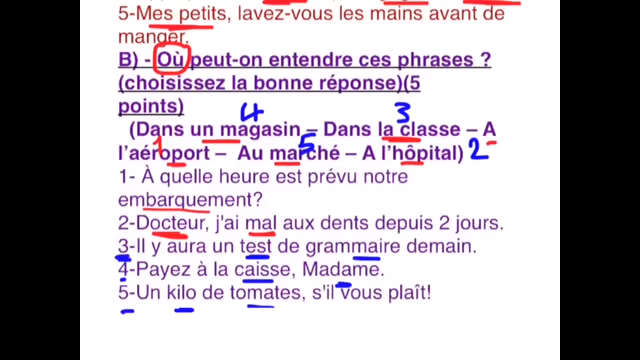 5-Mes petits, lavez-vous les mains avant de
manger.
B) - Où peut-on entendre ces phrases ?
(choisissez la bonne réponse)(5
points)
4 3
(Dans un magasin – Dans la classe – A
1 5
l'aéroport – Au marché – A l'hôpital) 2
1- À quelle heure est prévu notre
embarquement?
2-Docteur, j'ai mal aux dents depuis 2 jours.
3-Il y aura un test de grammaire demain.
4-Payez à la caisse, Madame.
5-Un kilo de tomates, s'il vous plaît!